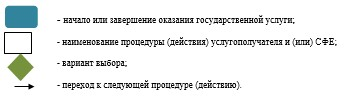 – начало или завершение оказания государственной услуги;
- наименование процедуры (действия) услугополучателя и (или) СФЕ;
- вариант выбора;
- переход к следующей процедуре (действию).